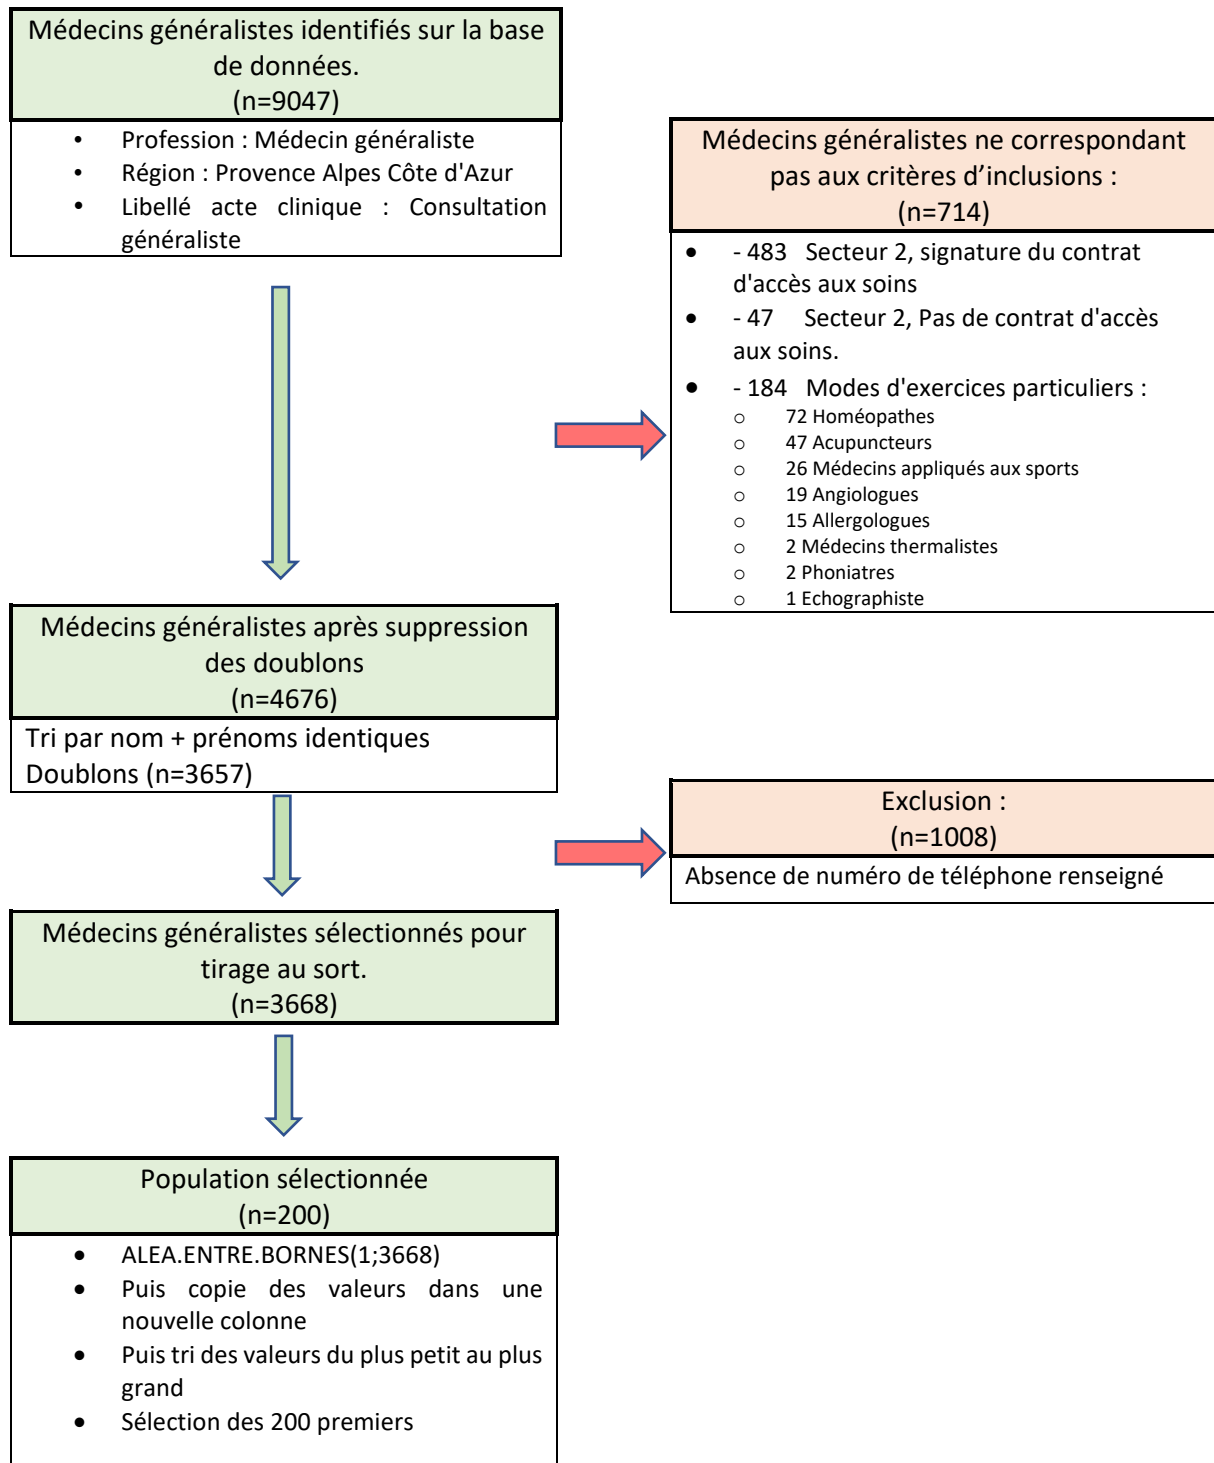 Médecins généralistes identifiés sur la base
de données.
(n=9047)
• Profession : Médecin généraliste
• Région : Provence Alpes Côte d'Azur
• Libellé acte clinique : Consultation
généraliste
Médecins généralistes ne correspondant
pas aux critères d’inclusions :
(n=714)
• - 483 Secteur 2, signature du contrat
d'accès aux soins
• - 47 Secteur 2, Pas de contrat d'accès
aux soins.
• - 184 Modes d'exercices particuliers :
o 72 Homéopathes
o 47 Acupuncteurs
o 26 Médecins appliqués aux sports
o 19 Angiologues
o 15 Allergologues
o 2 Médecins thermalistes
o 2 Phoniatres
o 1 Echographiste
Médecins généralistes après suppression
des doublons
(n=4676)
Tri par nom + prénoms identiques
Doublons (n=3657)
Exclusion :
(n=1008)
Absence de numéro de téléphone renseigné
Médecins généralistes sélectionnés pour
tirage au sort.
(n=3668)
Population sélectionnée
(n=200)
• ALEA.ENTRE.BORNES(1;3668)
• Puis copie des valeurs dans une
nouvelle colonne
• Puis tri des valeurs du plus petit au plus
grand
• Sélection des 200 premiers